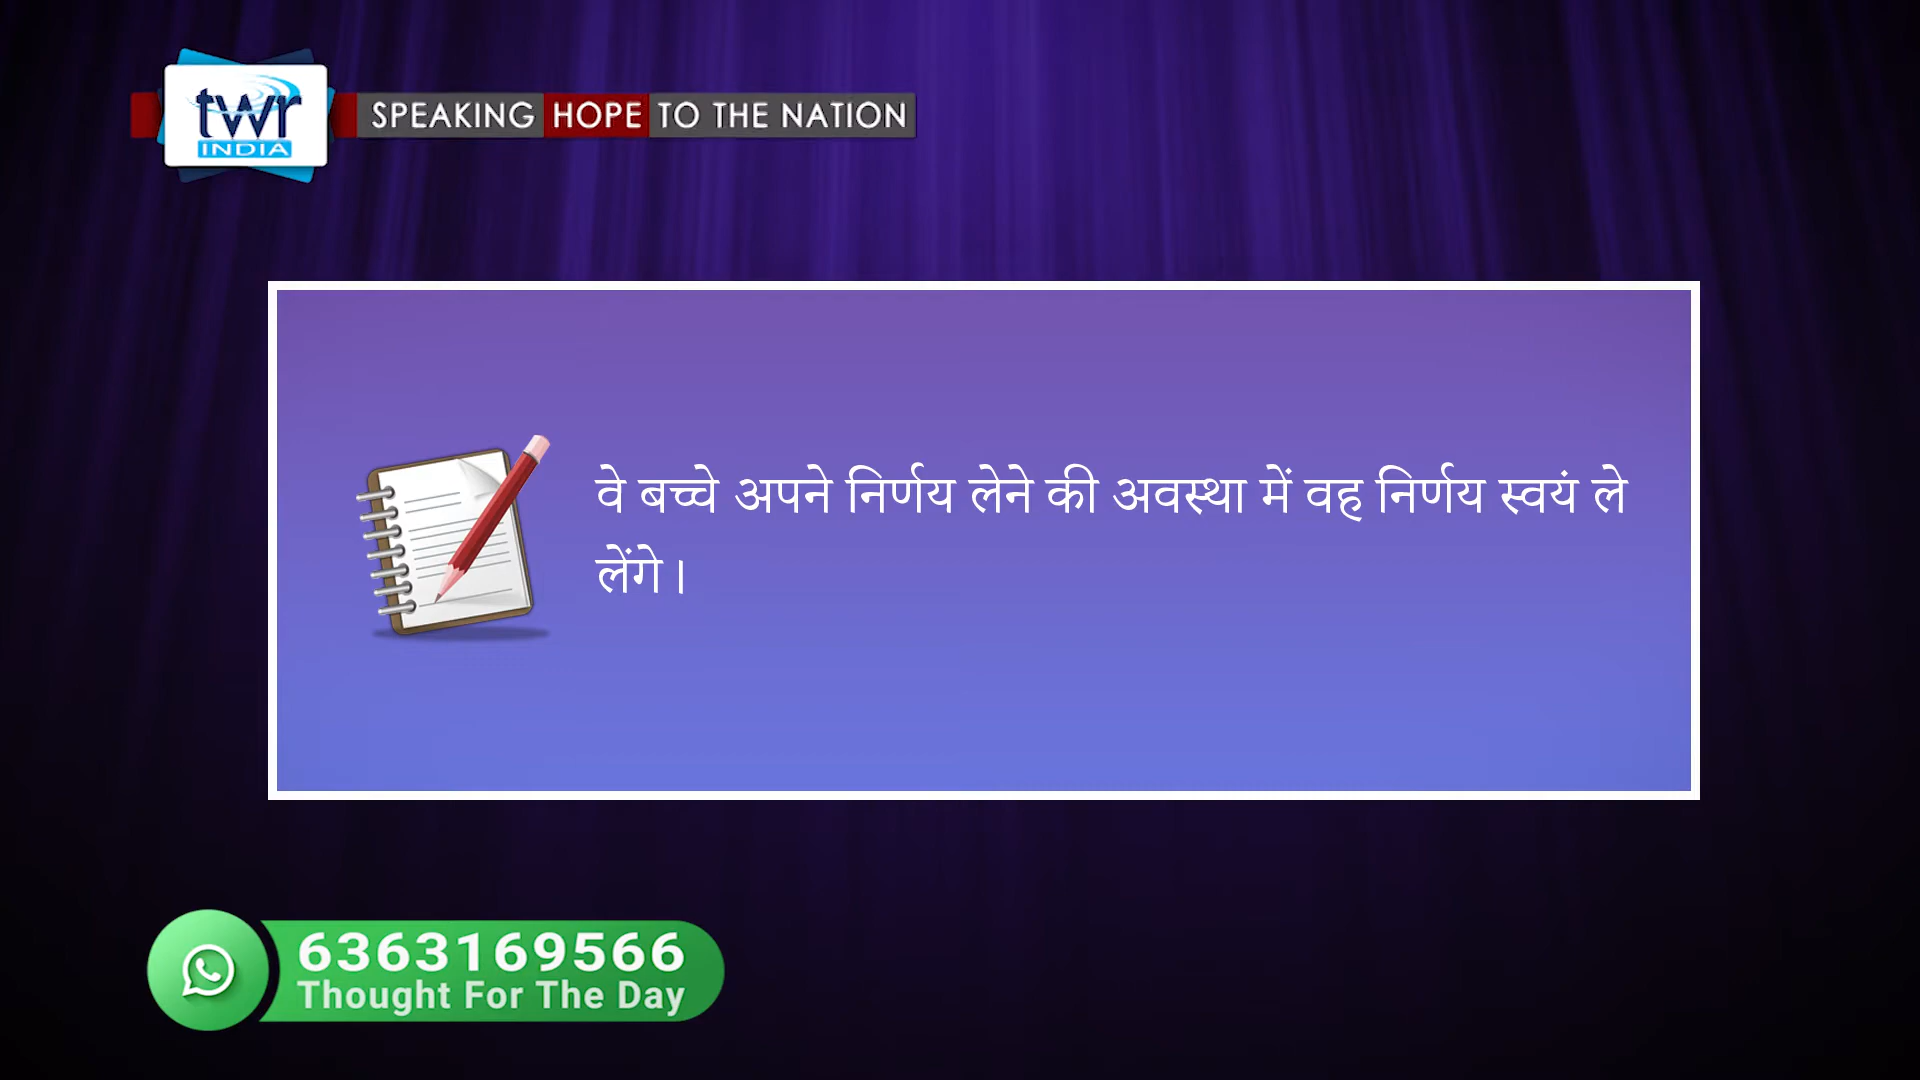 twr
INDIA
SPEAKING HOPE TO THE NATION
वे बच्चे अपने निर्णय लेने की अवस्था में वह निर्णय स्वयं ले
लेंगे।
6363169566
Thought For The Day